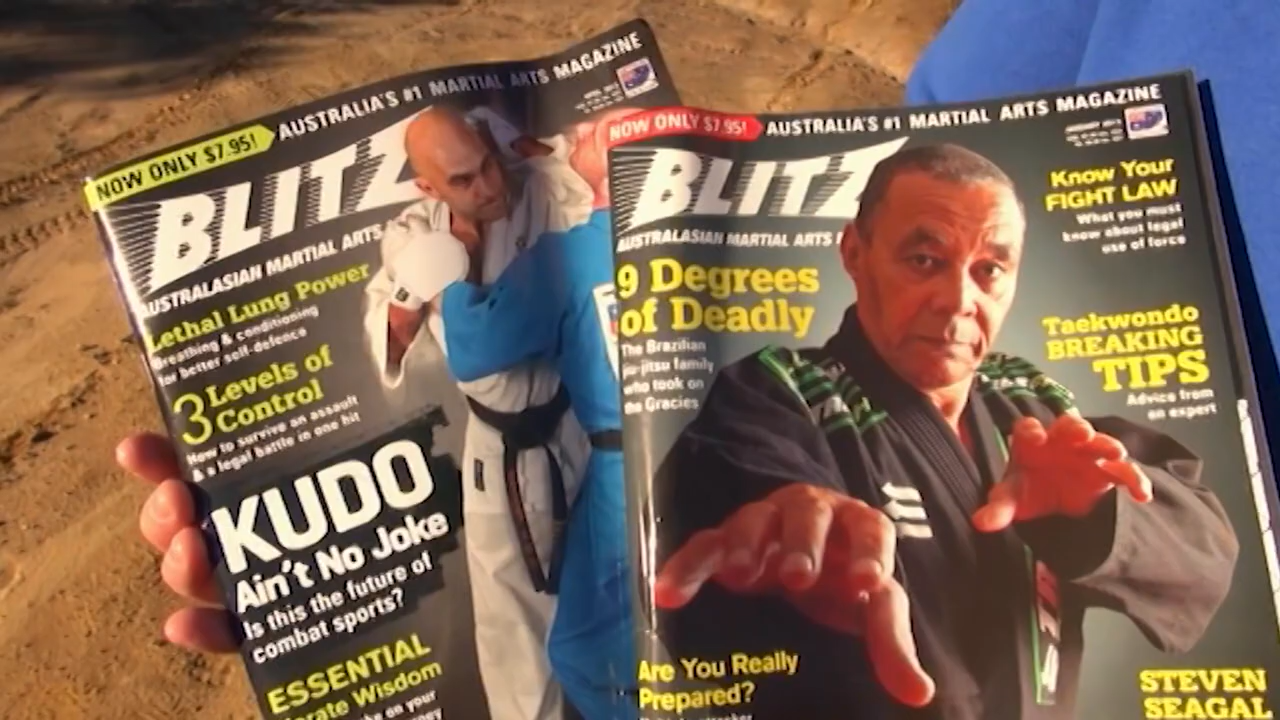 NOW ONLY $7.95!
AUSTRALIA'S #1 MARTIAL ARTS MAGAZINE
BLITZ
AUSTRALASIAN MARTIAL ARTS
Lethal Lung Power
Breathing & conditioning
for better self-defence
3 Levels of
Control
How to survive an assault
& a legal battle in one hit
KUDO
Ain't No Joke
Is this the future of
combat sports?
ESSENTIAL
Wisdom
on your
NOW ONLY $7.95!
AUSTRALIA'S #1 MARTIAL ARTS MAGAZINE
BLITZ
AUSTRALASIAN MARTIAL ARTS
9 Degrees
of Deadly
The Brazilian
jiu-jitsu family
who took on
the Gracies
Know Your
FIGHT LAW
What you must
know about legal
use of force
Taekwondo
BREAKING
TIPS
Advice from
an expert
Are You Really
Prepared?
STEVEN
SEAGAL